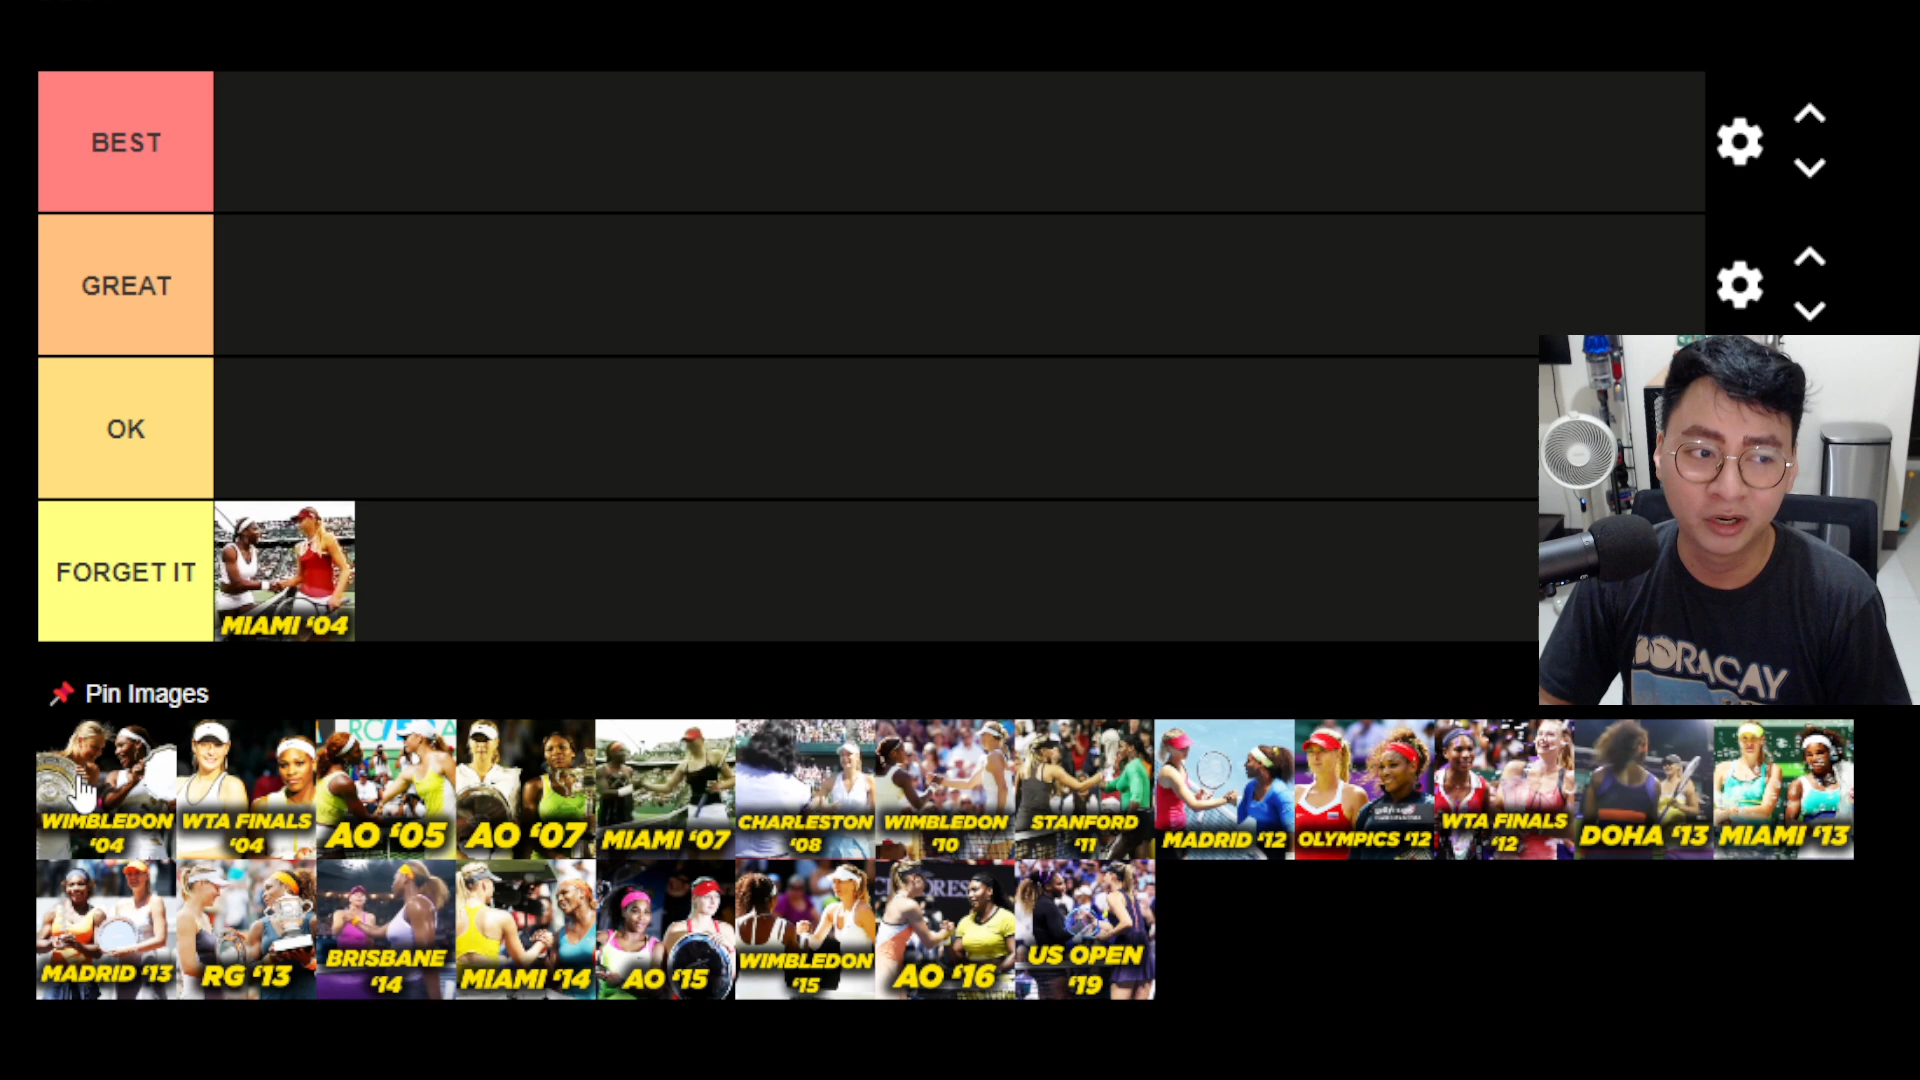 BEST
GREAT
OK
FORGET IT
MIAMI ‘04
BORACAY
Pin Images
WIMBLEDON
‘04
WTA FINALS
‘04
AO ‘05
AO ‘07
MIAMI ‘07
CHARLESTON
‘08
WIMBLEDON
‘10
STANFORD
‘11
MADRID ‘12
OLYMPICS ‘12
WTA FINALS
‘12
DOHA ‘13
MIAMI ‘13
MADRID ‘13
RG ‘13
BRISBANE
‘14
MIAMI ‘14
AO ‘15
WIMBLEDON
‘15
AO ‘16
US OPEN
‘19